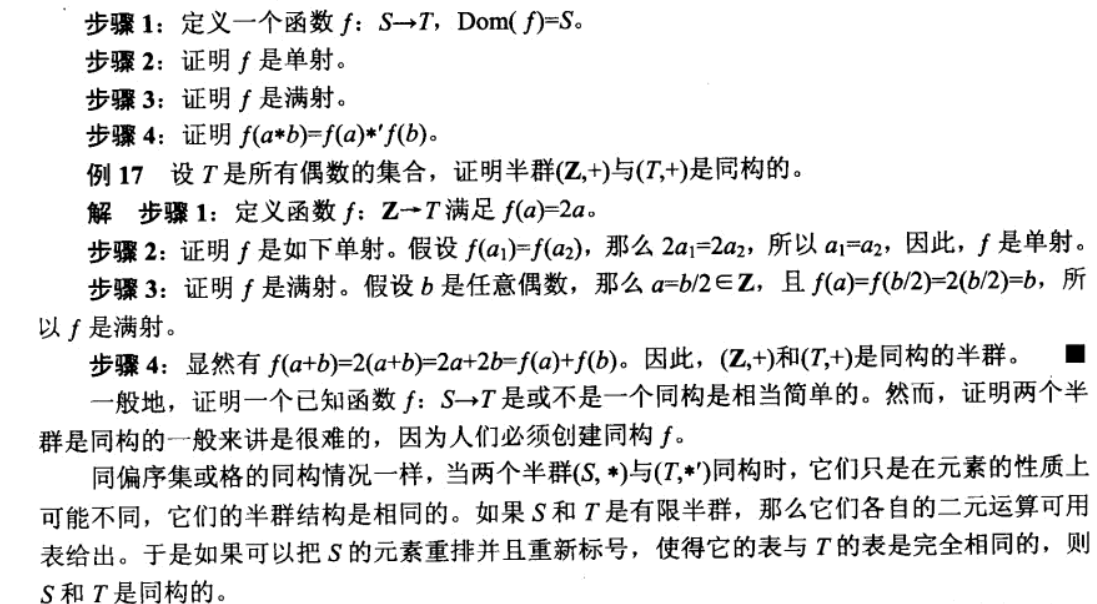 步骤 1：定义一个函数 f：S→T，Dom( f)=S。
步骤 2：证明 f 是单射。
步骤 3：证明 f 是满射。
步骤 4：证明 f(a*b)=f(a)*′f(b)。
例 17 设 T 是所有偶数的集合，证明半群(Z,+)与(T,+)是同构的。
解 步骤 1：定义函数 f：Z→T 满足 f(a)=2a。
步骤 2：证明 f 是如下单射。假设 f(a₁)=f(a₂)，那么 2a₁=2a₂，所以 a₁=a₂，因此，f 是单射。
步骤 3：证明 f 是满射。假设 b 是任意偶数，那么 a=b/2∈Z，且 f(a)=f(b/2)=2(b/2)=b，所
以 f 是满射。
步骤 4：显然有 f(a+b)=2(a+b)=2a+2b=f(a)+f(b)。因此，(Z,+)和(T,+)是同构的半群。 ■
一般地，证明一个已知函数 f：S→T 是或不是一个同构是相当简单的。然而，证明两个半
群是同构的一般来讲是很难的，因为人们必须创建同构 f。
同偏序集或格的同构情况一样，当两个半群(S, *)与(T,*′)同构时，它们只是在元素的性质上
可能不同，它们的半群结构是相同的。如果 S 和 T 是有限半群，那么它们各自的二元运算可用
表给出。于是如果可以把 S 的元素重排并且重新标号，使得它的表与 T 的表是完全相同的，则
S 和 T 是同构的。